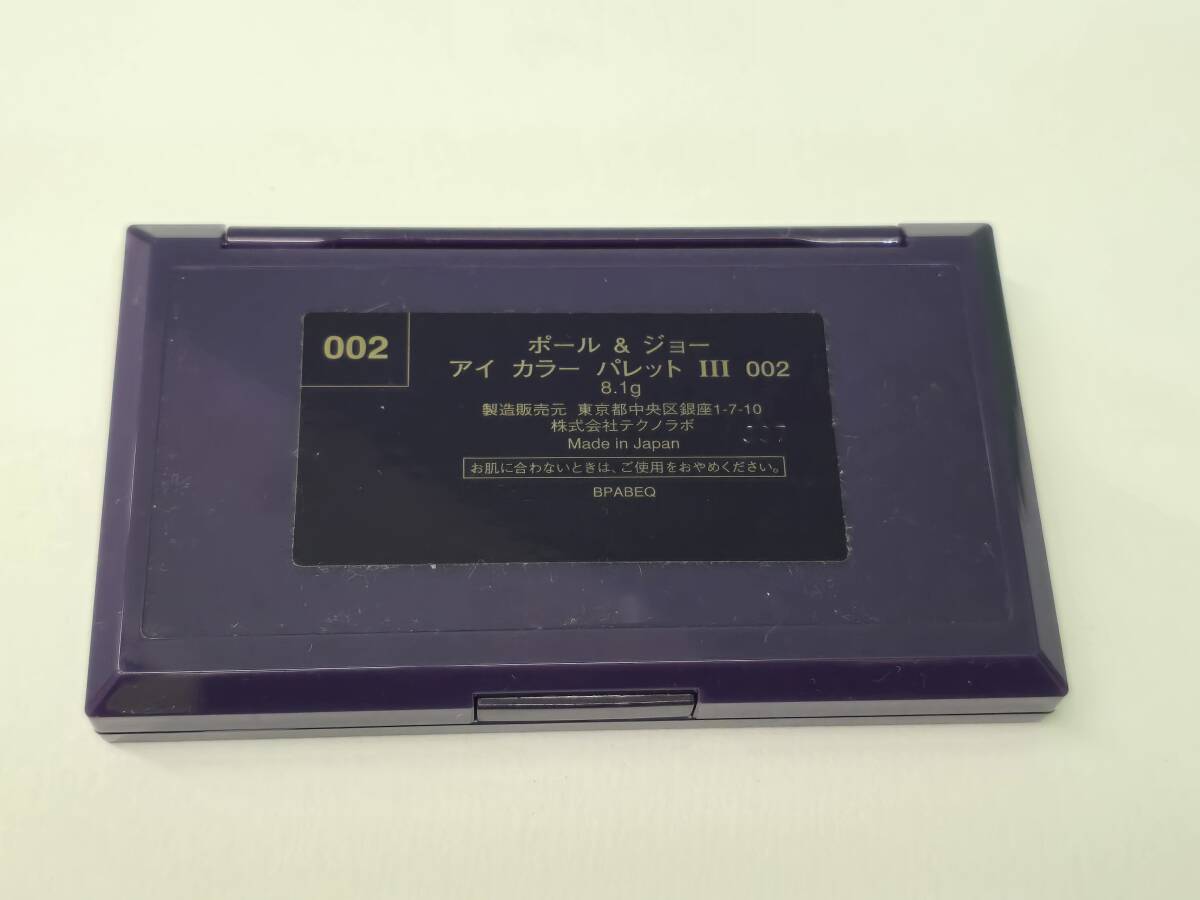 002
ポール & ジョー
アイ カラー パレット III 002
8.1g
製造販売元 東京都中央区銀座1-7-10
株式会社テクノラボ
Made in Japan
お肌に合わないときは、ご使用をおやめください。
BPABEQ